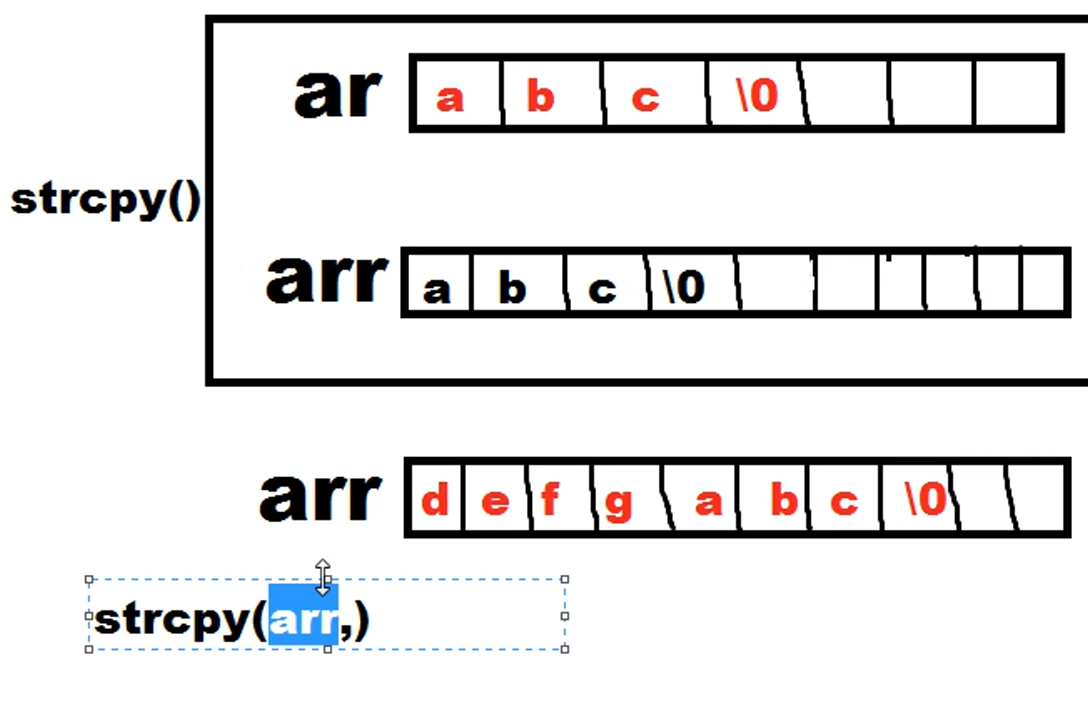 ar a b c \0
strcpy()
arr a b c \0
arr d e f g a b c \0
strcpy(arr,)